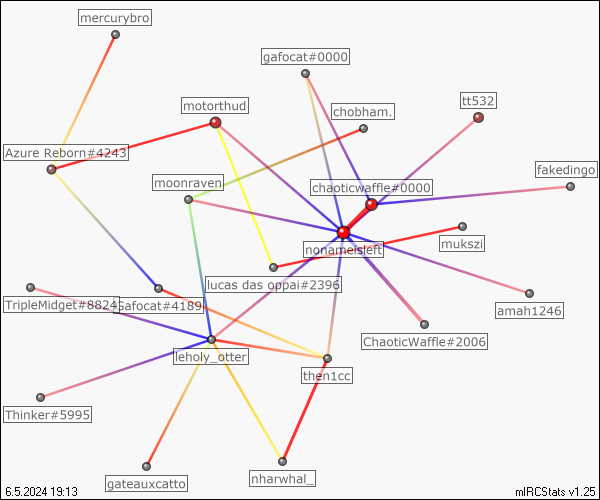 mercurybro
gafocat#0000
motorthud
tt532
chobham.
Azure Reborn#4243
fakedingo
moonraven
chaoticwaffle#0000
mukszi
nonameisleft
lucas das oppai#2396
TripleMidget#8824
Safocat#4189
amah1246
ChaoticWaffle#2006
leholy_otter
then1cc
Thinker#5995
gateauxcatto
nharwhal_
6.5.2024 19:13
mIRCStats v1.25